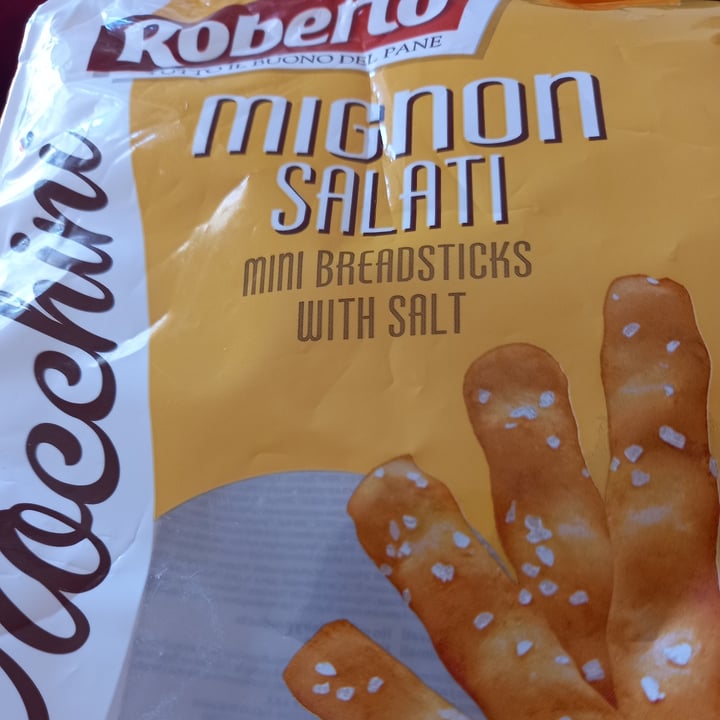 Roberto
TUTTO IL BUONO DEL PANE
MIGNON
SALATI
MINI BREADSTICKS
WITH SALT